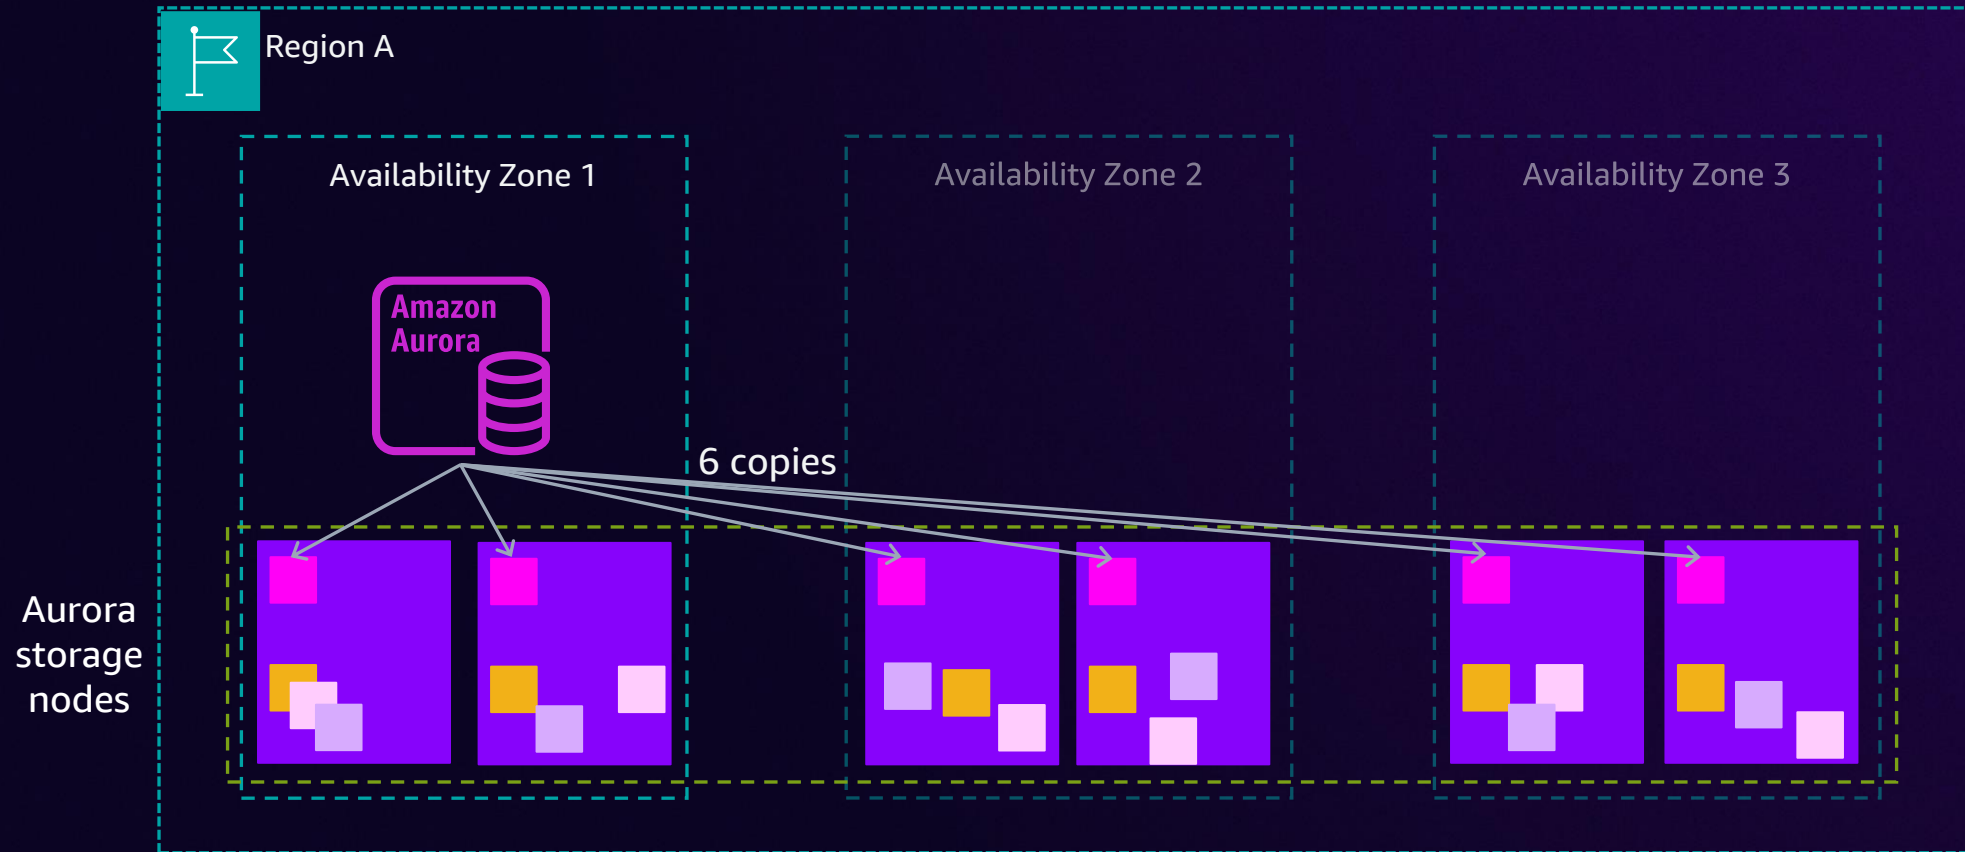 Region A
Availability Zone 1
Availability Zone 2
Availability Zone 3
Amazon
Aurora
6 copies
Aurora
storage
nodes